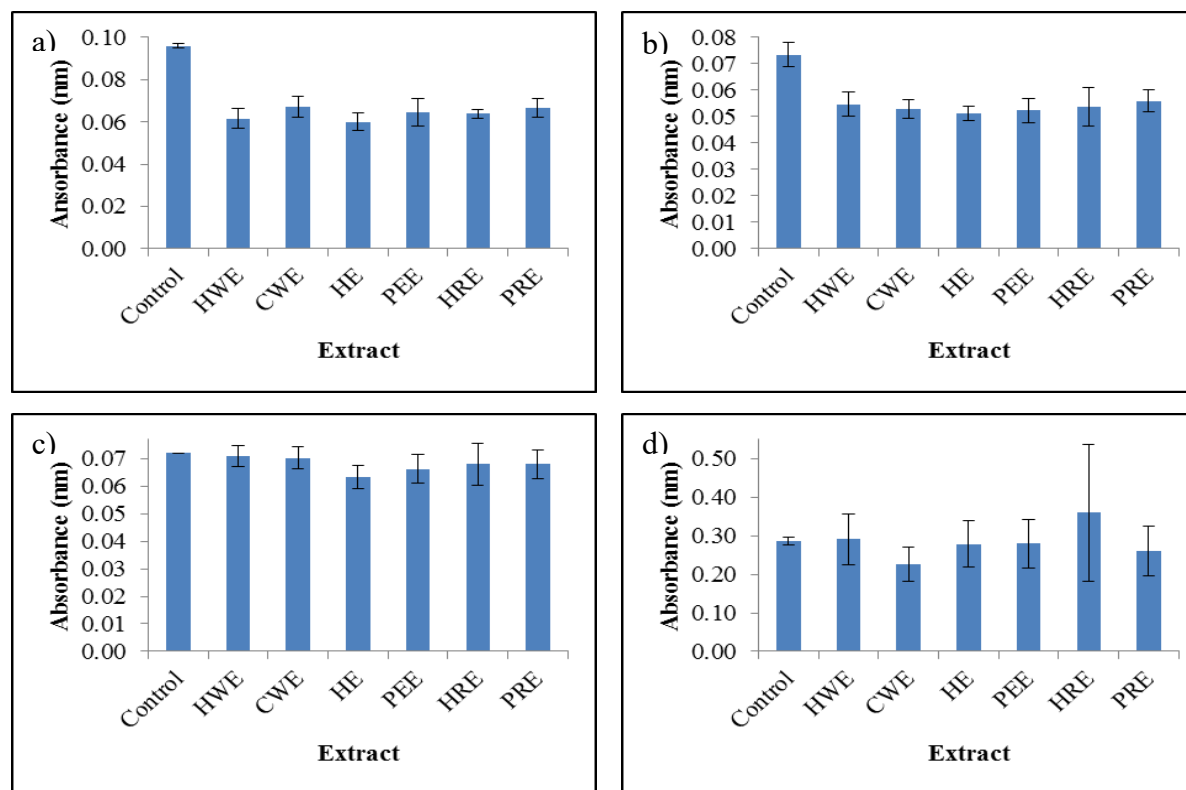 a)
Ansorbance (nm)
0.10
0.08
0.06
0.04
0.02
0.00
Control
HWE
CWE
HE
PEE
HRE
PRE
Extract
b)
Absorbance (nm)
0.08
0.07
0.06
0.05
0.04
0.03
0.02
0.01
0.00
Control
HWE
CWE
HE
PEE
HRE
PRE
Extract
c)
Absorbance (nm)
0.07
0.06
0.05
0.04
0.03
0.02
0.01
0.00
Control
HWE
CWE
HE
PEE
HRE
PRE
Extract
d)
Absorbance (nm)
0.50
0.40
0.30
0.20
0.10
0.00
Control
HWE
CWE
HE
PEE
HRE
PRE
Extract